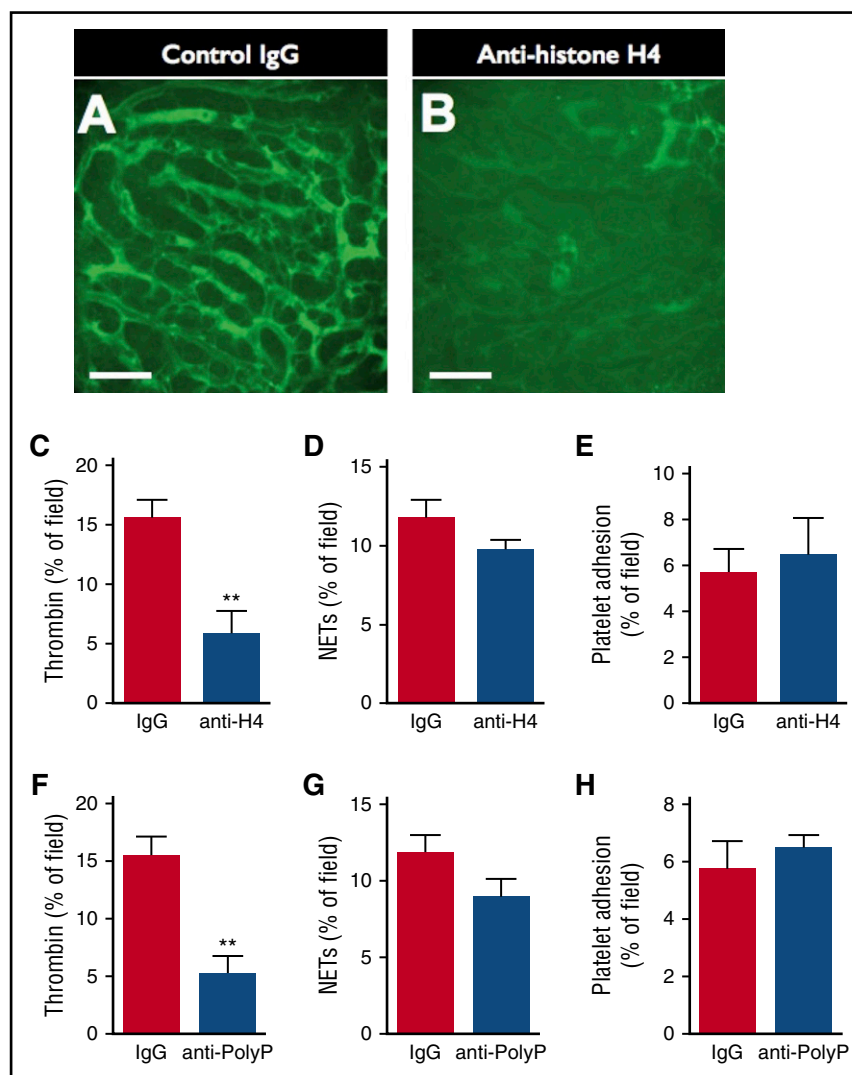 Control IgG
Anti-histone H4
A
B
C
Thrombin (% of field)
20
15
10
5
0
**
IgG
anti-H4
D
NETs (% of field)
15
10
5
0
IgG
anti-H4
E
Platelet adhesion
(% of field)
10
8
6
4
2
0
IgG
anti-H4
F
Thrombin (% of field)
20
15
10
5
0
**
IgG
anti-PolyP
G
NETs (% of field)
15
10
5
0
IgG
anti-PolyP
H
Platelet adhesion
(% of field)
8
6
4
2
0
IgG
anti-PolyP